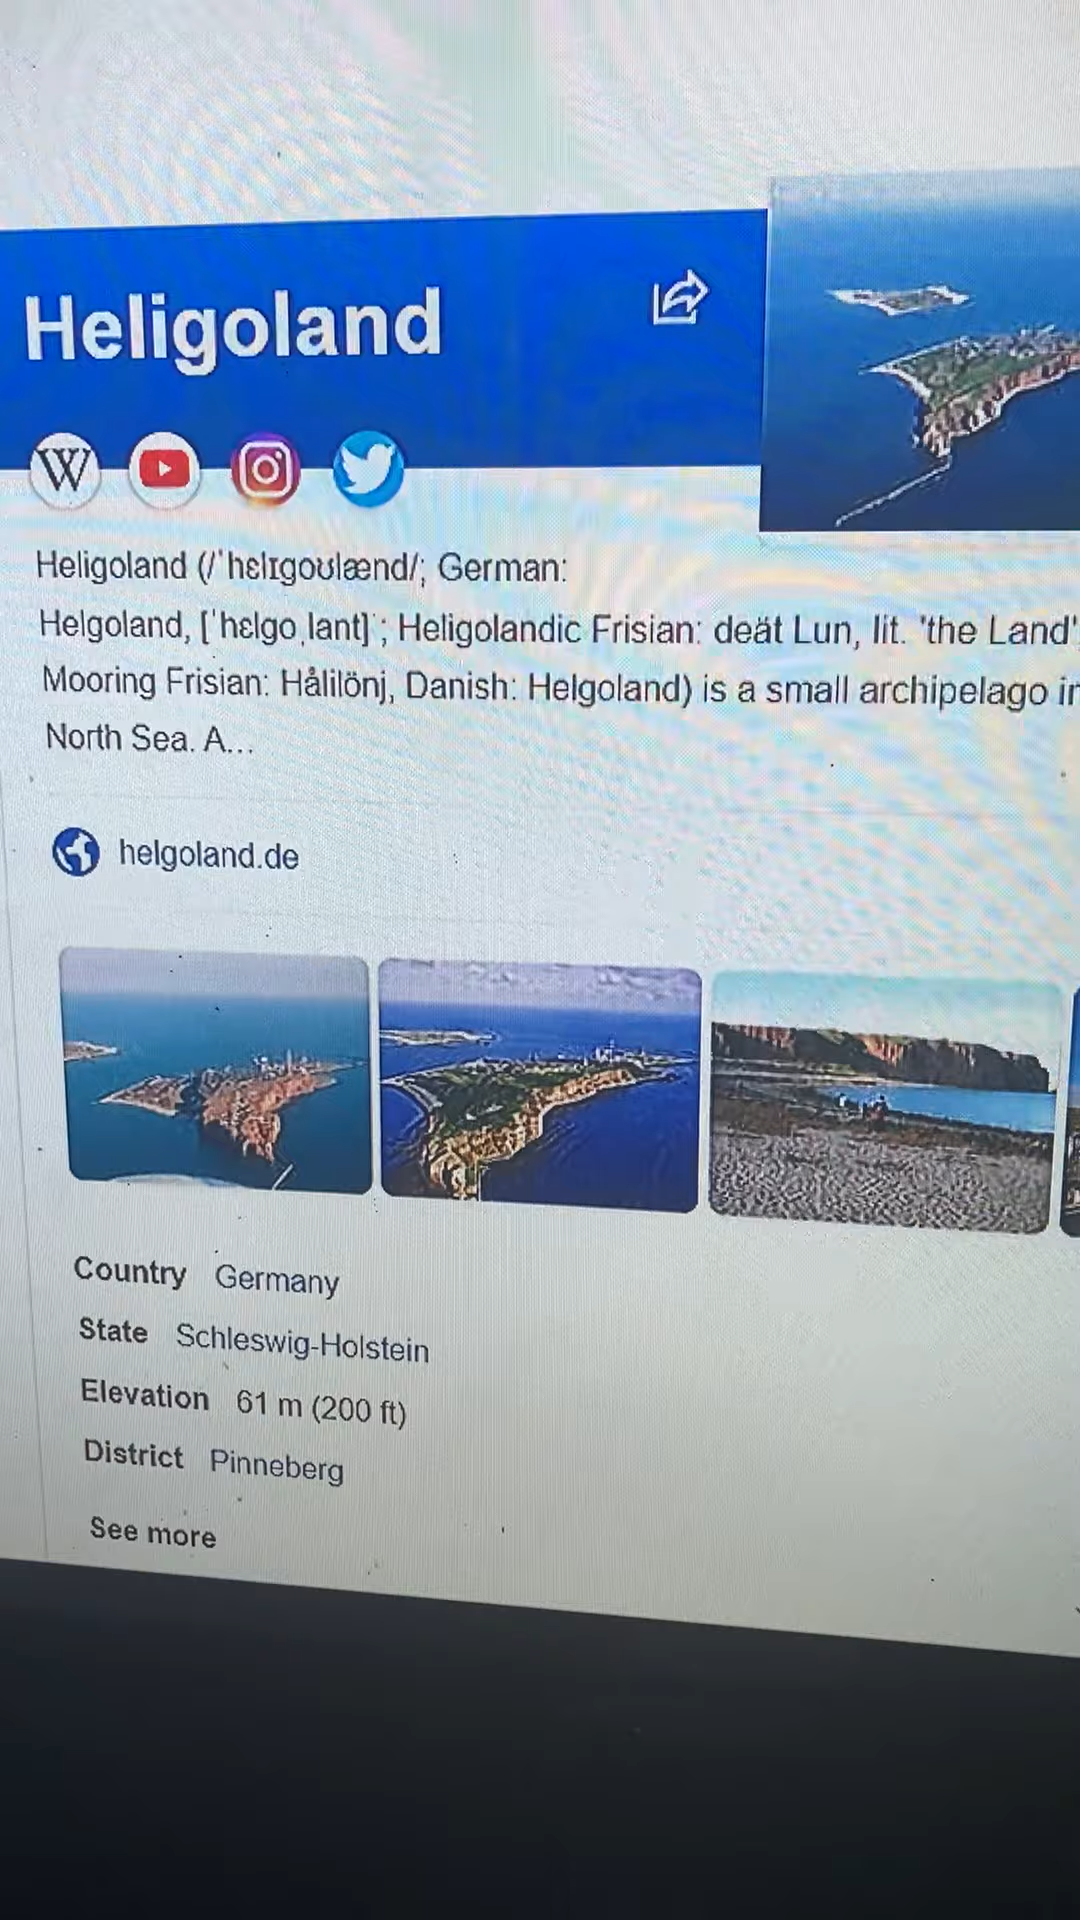 Heligoland
W
Heligoland (/ˈhɛlɪɡoʊlænd/; German:
Helgoland, [ˈhɛlɡoˌlant] ; Heligolandic Frisian: deät Lun, lit. 'the Land'
Mooring Frisian: Hålilönj, Danish: Helgoland) is a small archipelago in
North Sea. A...
helgoland.de
Country Germany
State Schleswig-Holstein
Elevation 61 m (200 ft)
District Pinneberg
See more